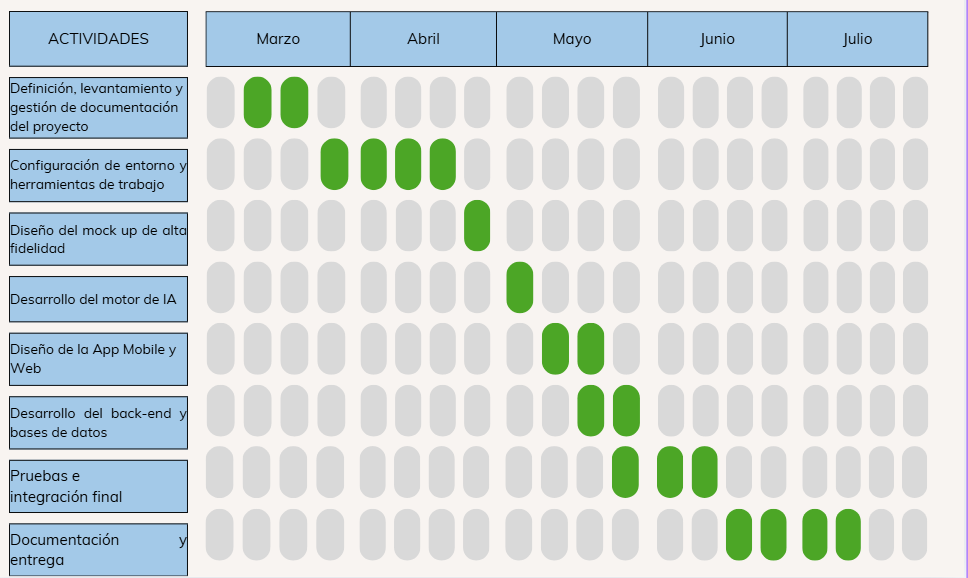 ACTIVIDADES
Marzo
Abril
Mayo
Junio
Julio
Definición, levantamiento y
gestión de documentación
del proyecto
Configuración de entorno y
herramientas de trabajo
Diseño del mock up de alta
fidelidad
Desarrollo del motor de IA
Diseño de la App Mobile y
Web
Desarrollo del back-end y
bases de datos
Pruebas e
integración final
Documentación y
entrega